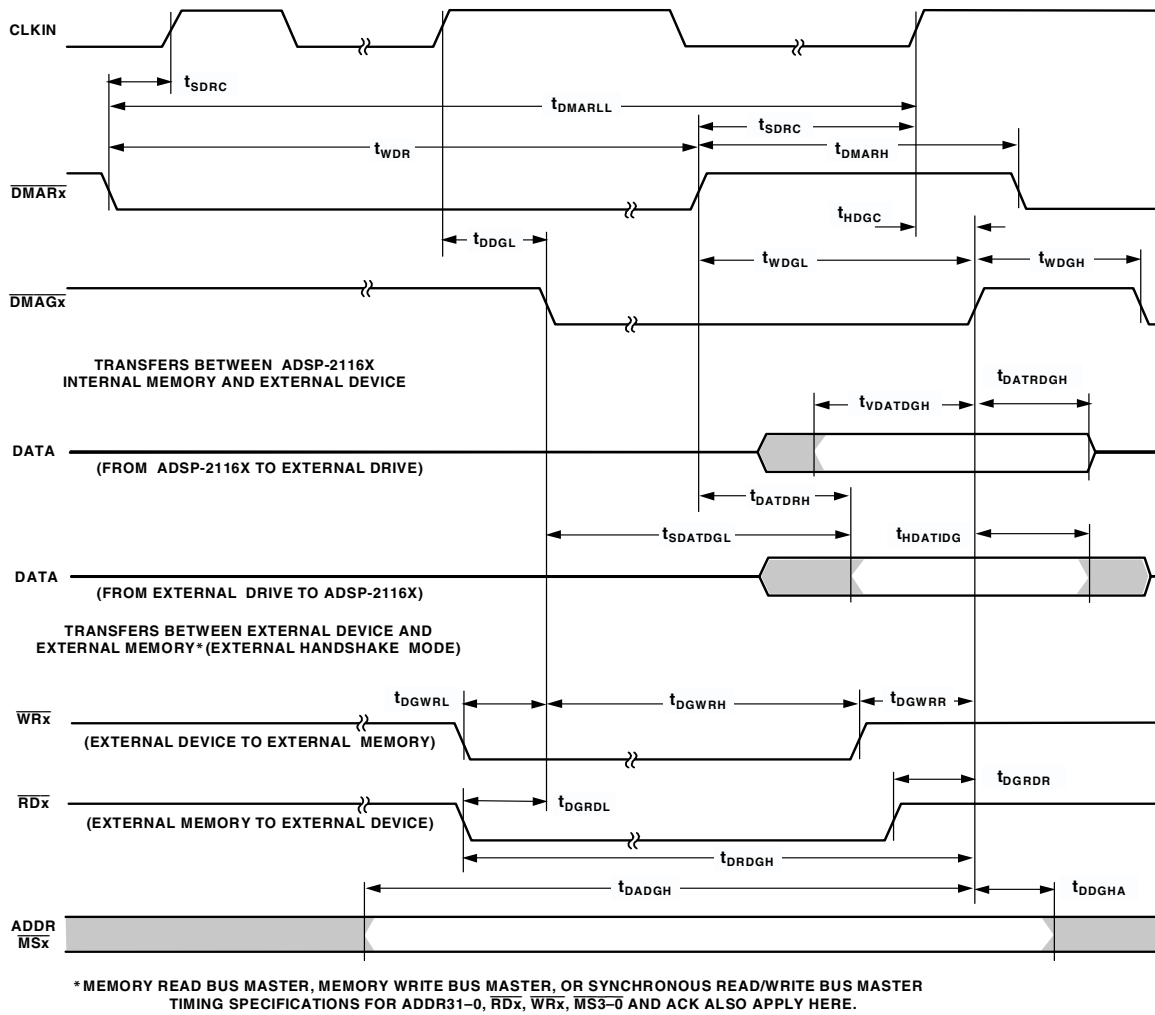 CLKIN
tSDRC
tDMARLL
tSDRC
tWDR
tDMARH
DMARx
tHDGC
tDDGL
tWDGL
tWDGH
DMAGx
TRANSFERS BETWEEN ADSP-2116X
INTERNAL MEMORY AND EXTERNAL DEVICE
tDATRDGH
tVDATDGH
DATA
(FROM ADSP-2116X TO EXTERNAL DRIVE)
tDATDRH
tSDATDGL
tHDATIDG
DATA
(FROM EXTERNAL DRIVE TO ADSP-2116X)
TRANSFERS BETWEEN EXTERNAL DEVICE AND
EXTERNAL MEMORY* (EXTERNAL HANDSHAKE MODE)
tDGWRL
tDGWRH
tDGWRR
WRx
(EXTERNAL DEVICE TO EXTERNAL MEMORY)
tDGRDR
RDx
tDGRDL
(EXTERNAL MEMORY TO EXTERNAL DEVICE)
tDRDGH
tDADGH
tDDGHA
ADDR
MSx
*MEMORY READ BUS MASTER, MEMORY WRITE BUS MASTER, OR SYNCHRONOUS READ/WRITE BUS MASTER
TIMING SPECIFICATIONS FOR ADDR31–0, RDx, WRx, MS3–0 AND ACK ALSO APPLY HERE.